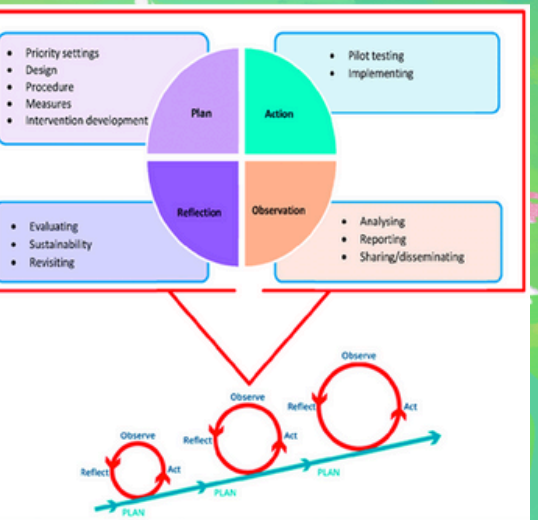 • Priority settings
• Design
• Procedure
• Measures
• Intervention development
• Pilot testing
• Implementing
Plan
Action
Reflection
Observation
• Evaluating
• Sustainability
• Revisiting
• Analysing
• Reporting
• Sharing/disseminating
Observe
Reflect
Act
PLAN
Observe
Reflect
Act
PLAN
Observe
Reflect
Act
PLAN